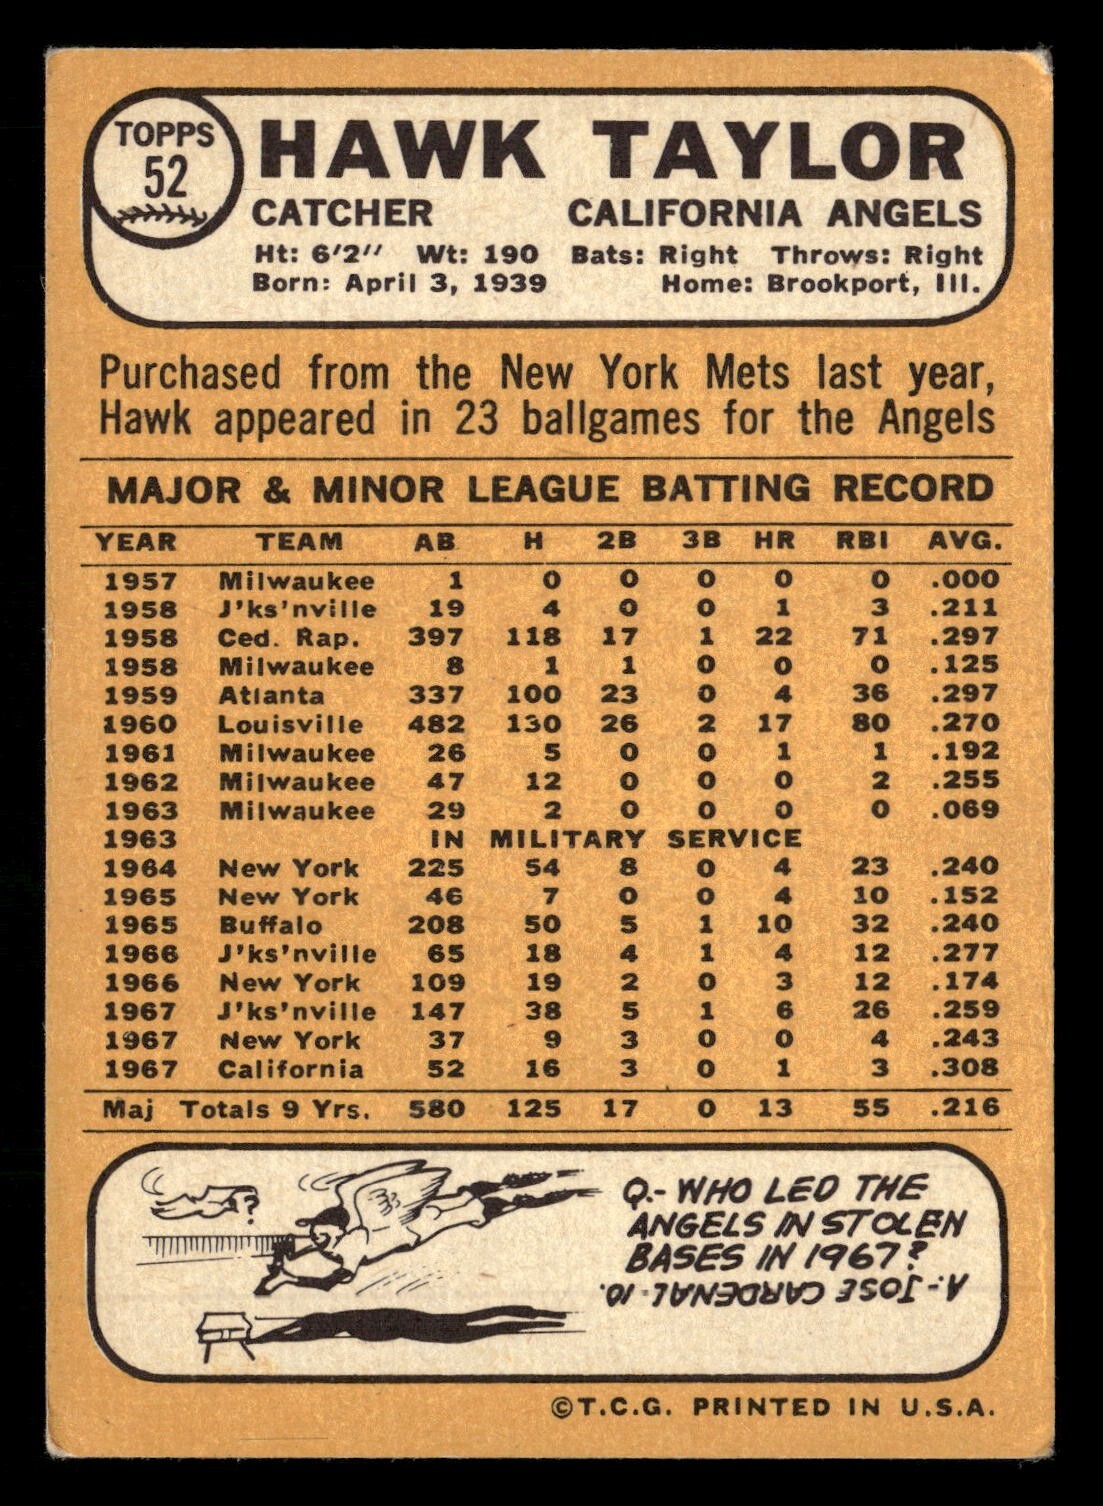 TOPPS
52
HAWK TAYLOR
CATCHER CALIFORNIA ANGELS
Ht: 6'2'' Wt: 190 Bats: Right Throws: Right
Born: April 3, 1939 Home: Brookport, Ill.
Purchased from the New York Mets last year,
Hawk appeared in 23 ballgames for the Angels
MAJOR & MINOR LEAGUE BATTING RECORD
YEAR TEAM AB H 2B 3B HR RBI AVG.
1957 Milwaukee 1 0 0 0 0 0 .000
1958 J'ks'nville 19 4 0 0 1 3 .211
1958 Ced. Rap. 397 118 17 1 22 71 .297
1958 Milwaukee 8 1 1 0 0 0 .125
1959 Atlanta 337 100 23 0 4 36 .297
1960 Louisville 482 130 26 2 17 80 .270
1961 Milwaukee 26 5 0 0 1 1 .192
1962 Milwaukee 47 12 0 0 0 2 .255
1963 Milwaukee 29 2 0 0 0 0 .069
1963 IN MILITARY SERVICE
1964 New York 225 54 8 0 4 23 .240
1965 New York 46 7 0 0 4 10 .152
1965 Buffalo 208 50 5 1 10 32 .240
1966 J'ks'nville 65 18 4 1 4 12 .277
1966 New York 109 19 2 0 3 12 .174
1967 J'ks'nville 147 38 5 1 6 26 .259
1967 New York 37 9 3 0 0 4 .243
1967 California 52 16 3 0 1 3 .308
Maj Totals 9 Yrs. 580 125 17 0 13 55 .216
?
Q.- WHO LED THE
ANGELS IN STOLEN
BASES IN 1967?
A.- JOSE CARDENAL. 10.
©T.C.G. PRINTED IN U.S.A.